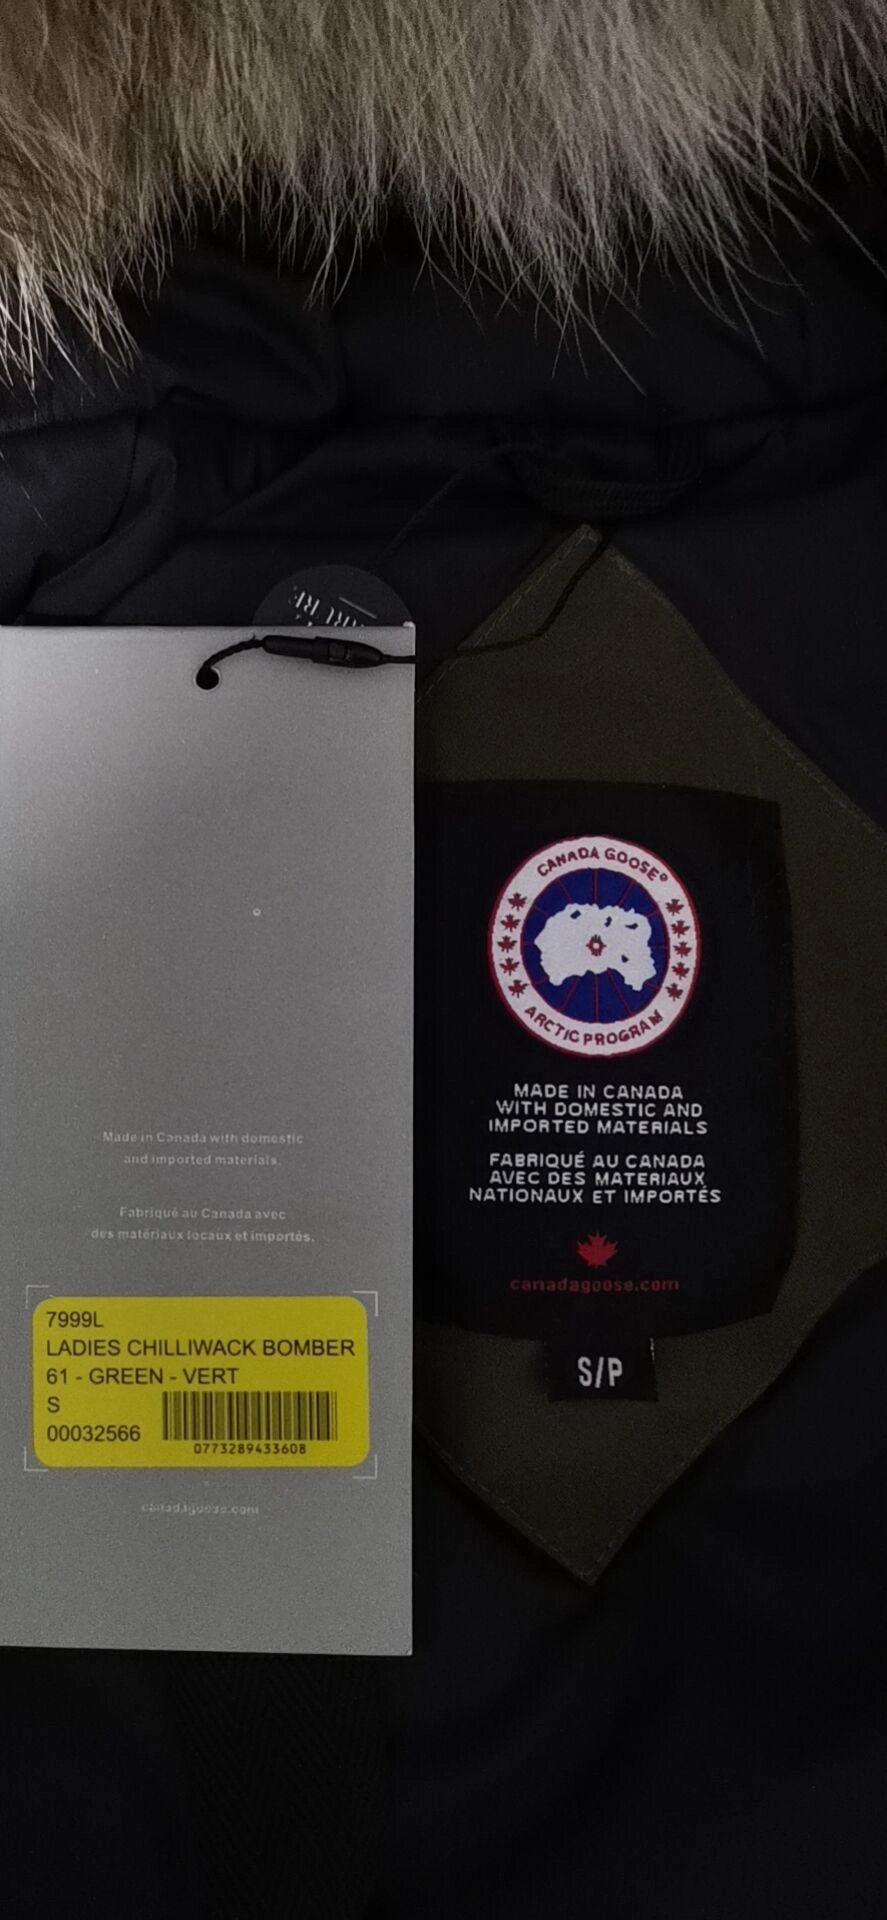 Made in Canada with domestic
and imported materials.
Fabriqué au Canada avec
des matériaux locaux et importés.
7999L
LADIES CHILLIWACK BOMBER
61 - GREEN - VERT
S
00032566
0773289433608
canadagoose.com
CANADA GOOSE®
ARCTIC PROGRAM
MADE IN CANADA
WITH DOMESTIC AND
IMPORTED MATERIALS
FABRIQUÉ AU CANADA
AVEC DES MATERIAUX
NATIONAUX ET IMPORTÉS
canadagoose.com
S/P